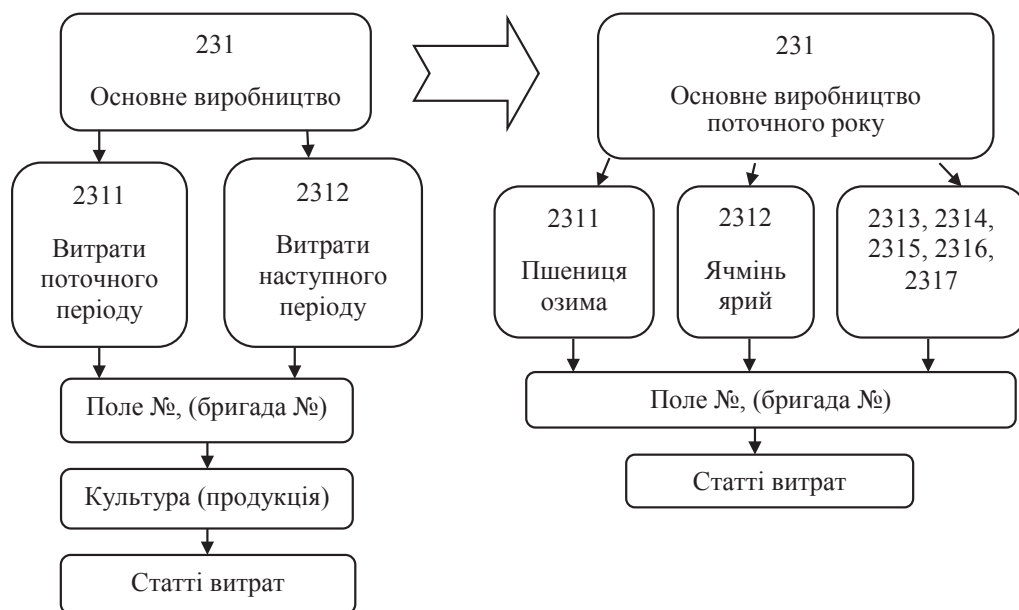 231
Основне виробництво
2311
Витрати
поточного
періоду
2312
Витрати
наступного
періоду
Поле №, (бригада №)
Культура (продукція)
Статті витрат
231
Основне виробництво
поточного року
2311
Пшениця
озима
2312
Ячмінь
ярий
2313, 2314,
2315, 2316,
2317
Поле №, (бригада №)
Статті витрат